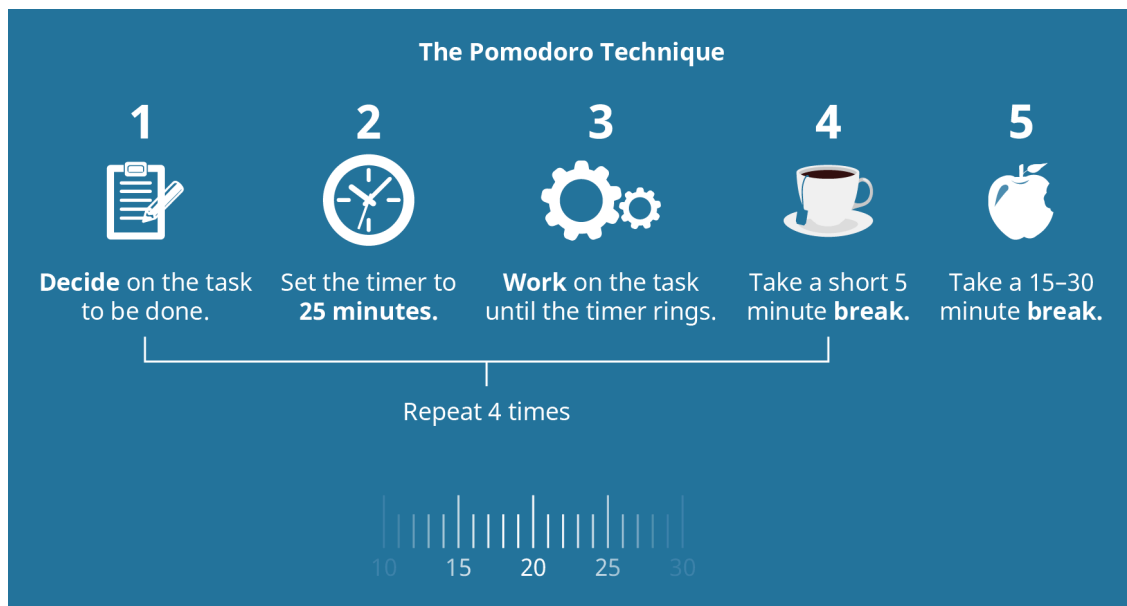 The Pomodoro Technique
1
2
3
4
5
Decide on the task
to be done.
Set the timer to
25 minutes.
Work on the task
until the timer rings.
Take a short 5
minute break.
Take a 15–30
minute break.
Repeat 4 times
10
15
20
25
30